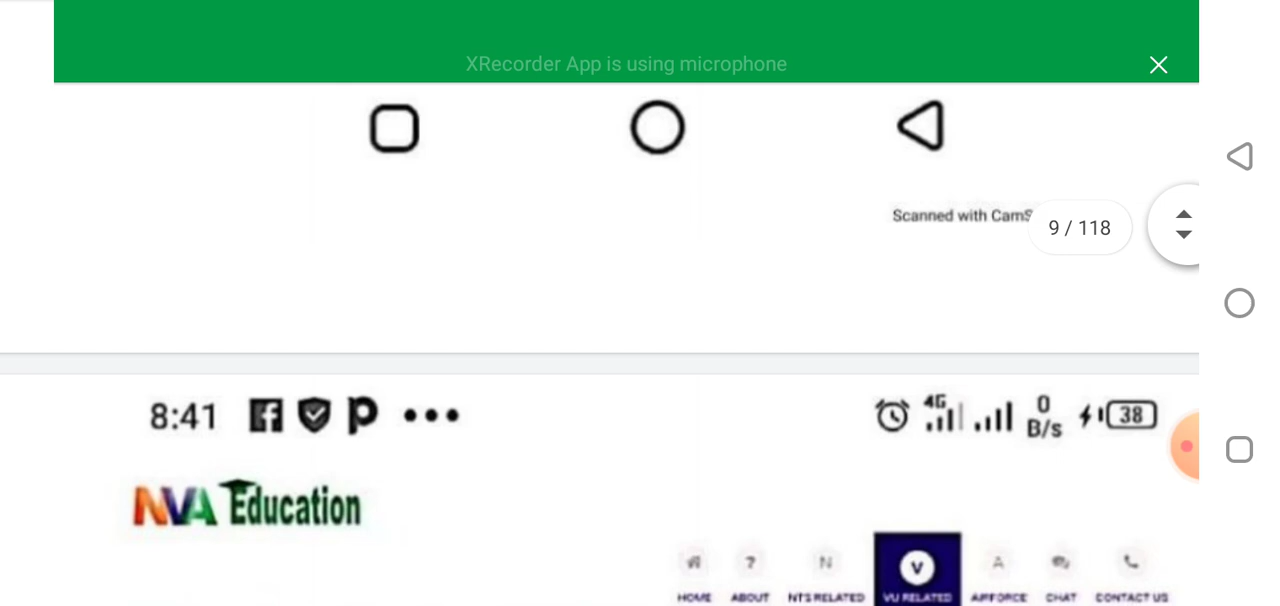 XRecorder App is using microphone
Scanned with CamS
9 / 118
8:41
4G
0
B/s
38
NVA Education
V
HOME ABOUT NTS RELATED VU RELATED AIRFORCE CHAT CONTACT US